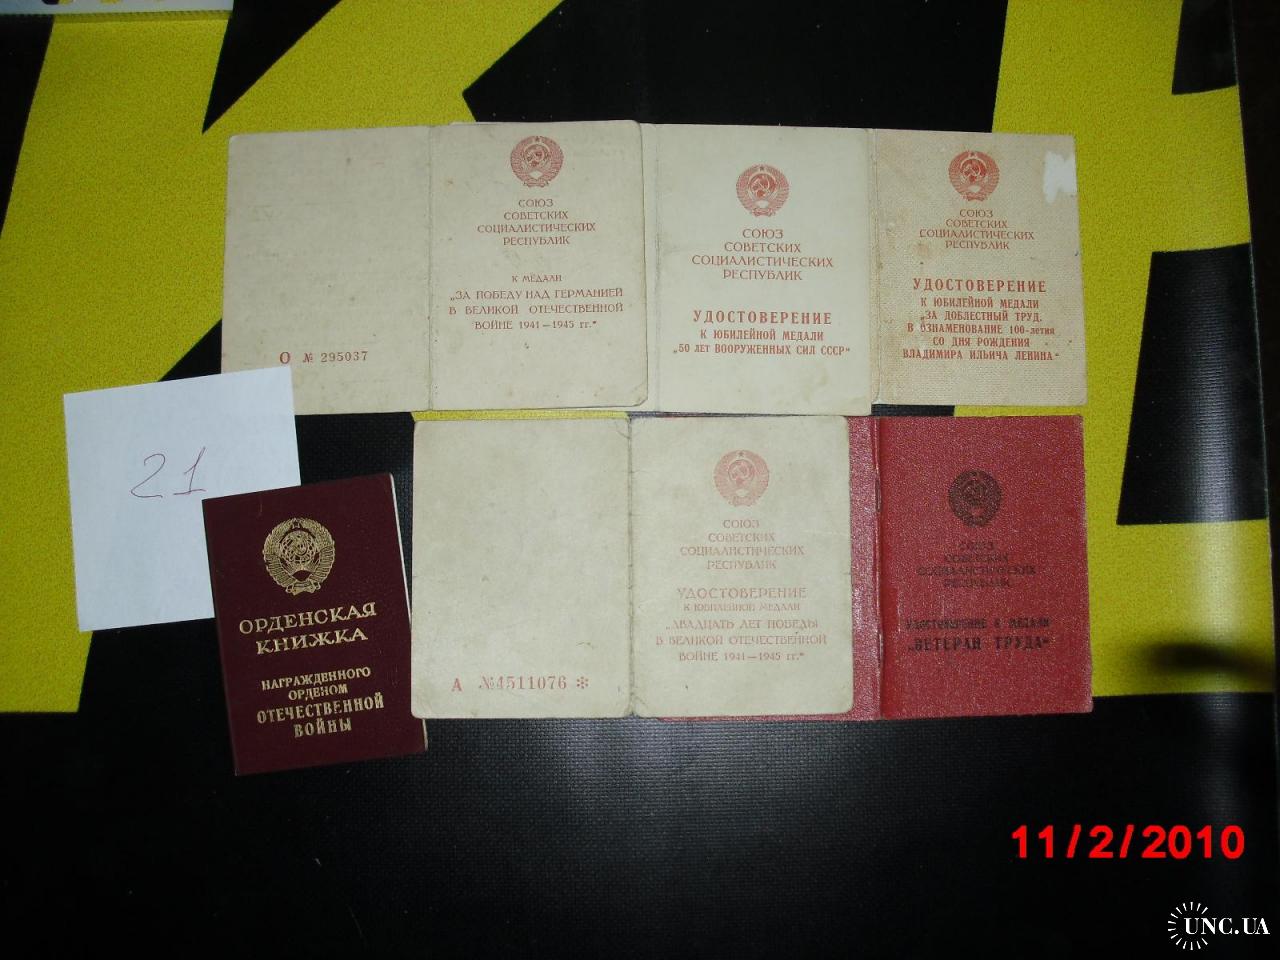 СОЮЗ
СОВЕТСКИХ
СОЦИАЛИСТИЧЕСКИХ
РЕСПУБЛИК
К МЕДАЛИ
„ЗА ПОБЕДУ НАД ГЕРМАНИЕЙ
В ВЕЛИКОЙ ОТЕЧЕСТВЕННОЙ
ВОЙНЕ 1941—1945 гг."
О № 295037
СОЮЗ
СОВЕТСКИХ
СОЦИАЛИСТИЧЕСКИХ
РЕСПУБЛИК
УДОСТОВЕРЕНИЕ
К ЮБИЛЕЙНОЙ МЕДАЛИ
„50 ЛЕТ ВООРУЖЕННЫХ СИЛ СССР"
СОЮЗ
СОВЕТСКИХ
СОЦИАЛИСТИЧЕСКИХ
РЕСПУБЛИК
УДОСТОВЕРЕНИЕ
К ЮБИЛЕЙНОЙ МЕДАЛИ
„ЗА ДОБЛЕСТНЫЙ ТРУД.
В ОЗНАМЕНОВАНИЕ 100-летия
СО ДНЯ РОЖДЕНИЯ
ВЛАДИМИРА ИЛЬИЧА ЛЕНИНА"
21
ОРДЕНСКАЯ
КНИЖКА
НАГРАЖДЕННОГО
ОРДЕНОМ
ОТЕЧЕСТВЕННОЙ
ВОЙНЫ
А №4511076 *
СОЮЗ
СОВЕТСКИХ
СОЦИАЛИСТИЧЕСКИХ
РЕСПУБЛИК
УДОСТОВЕРЕНИЕ
К ЮБИЛЕЙНОЙ МЕДАЛИ
„ДВАДЦАТЬ ЛЕТ ПОБЕДЫ
В ВЕЛИКОЙ ОТЕЧЕСТВЕННОЙ
ВОЙНЕ 1941—1945 гг."
СОЮЗ
СОВЕТСКИХ
СОЦИАЛИСТИЧЕСКИХ
РЕСПУБЛИК
УДОСТОВЕРЕНИЕ К МЕДАЛИ
„ВЕТЕРАН ТРУДА"
11/2/2010
UNC.UA